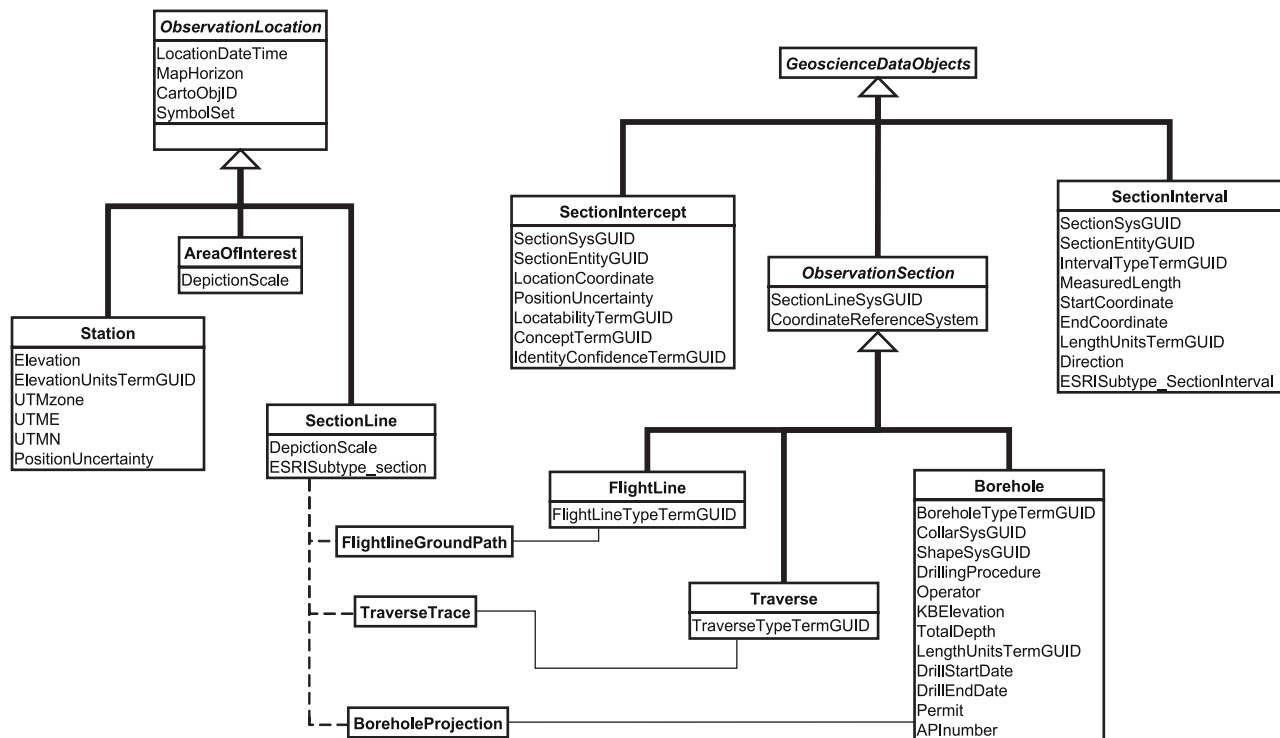 ObservationLocation
LocationDateTime
MapHorizon
CartoObjID
SymbolSet
GeoscienceDataObjects
AreaOfInterest
DepictionScale
Station
Elevation
ElevationUnitsTermGUID
UTMzone
UTME
UTMN
PositionUncertainty
SectionLine
DepictionScale
ESRISubtype_section
SectionIntercept
SectionSysGUID
SectionEntityGUID
LocationCoordinate
PositionUncertainty
LocatabilityTermGUID
ConceptTermGUID
IdentityConfidenceTermGUID
ObservationSection
SectionLineSysGUID
CoordinateReferenceSystem
SectionInterval
SectionSysGUID
SectionEntityGUID
IntervalTypeTermGUID
MeasuredLength
StartCoordinate
EndCoordinate
LengthUnitsTermGUID
Direction
ESRISubtype_SectionInterval
FlightLine
FlightLineTypeTermGUID
FlightlineGroundPath
Traverse
TraverseTypeTermGUID
TraverseTrace
BoreholeProjection
Borehole
BoreholeTypeTermGUID
CollarSysGUID
ShapeSysGUID
DrillingProcedure
Operator
KBElevation
TotalDepth
LengthUnitsTermGUID
DrillStartDate
DrillEndDate
Permit
APInumber